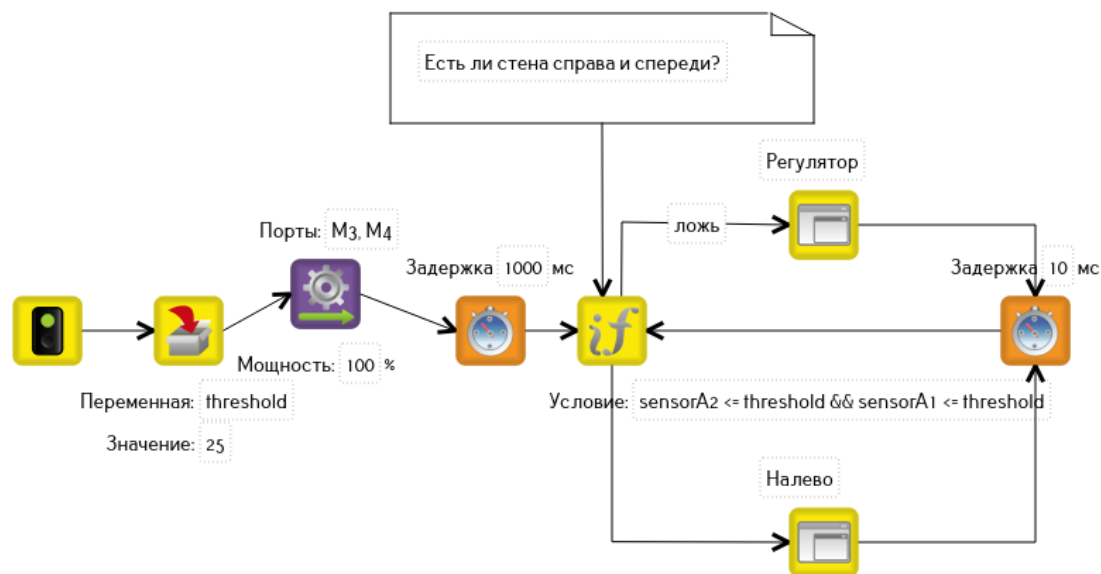 Есть ли стена справа и спереди?
Регулятор
ложь
Порты: M3, M4
Задержка 1000 мс
Задержка 10 мс
if
Мощность: 100 %
Переменная: threshold
Условие: sensorA2 <= threshold && sensorA1 <= threshold
Значение: 25
Налево